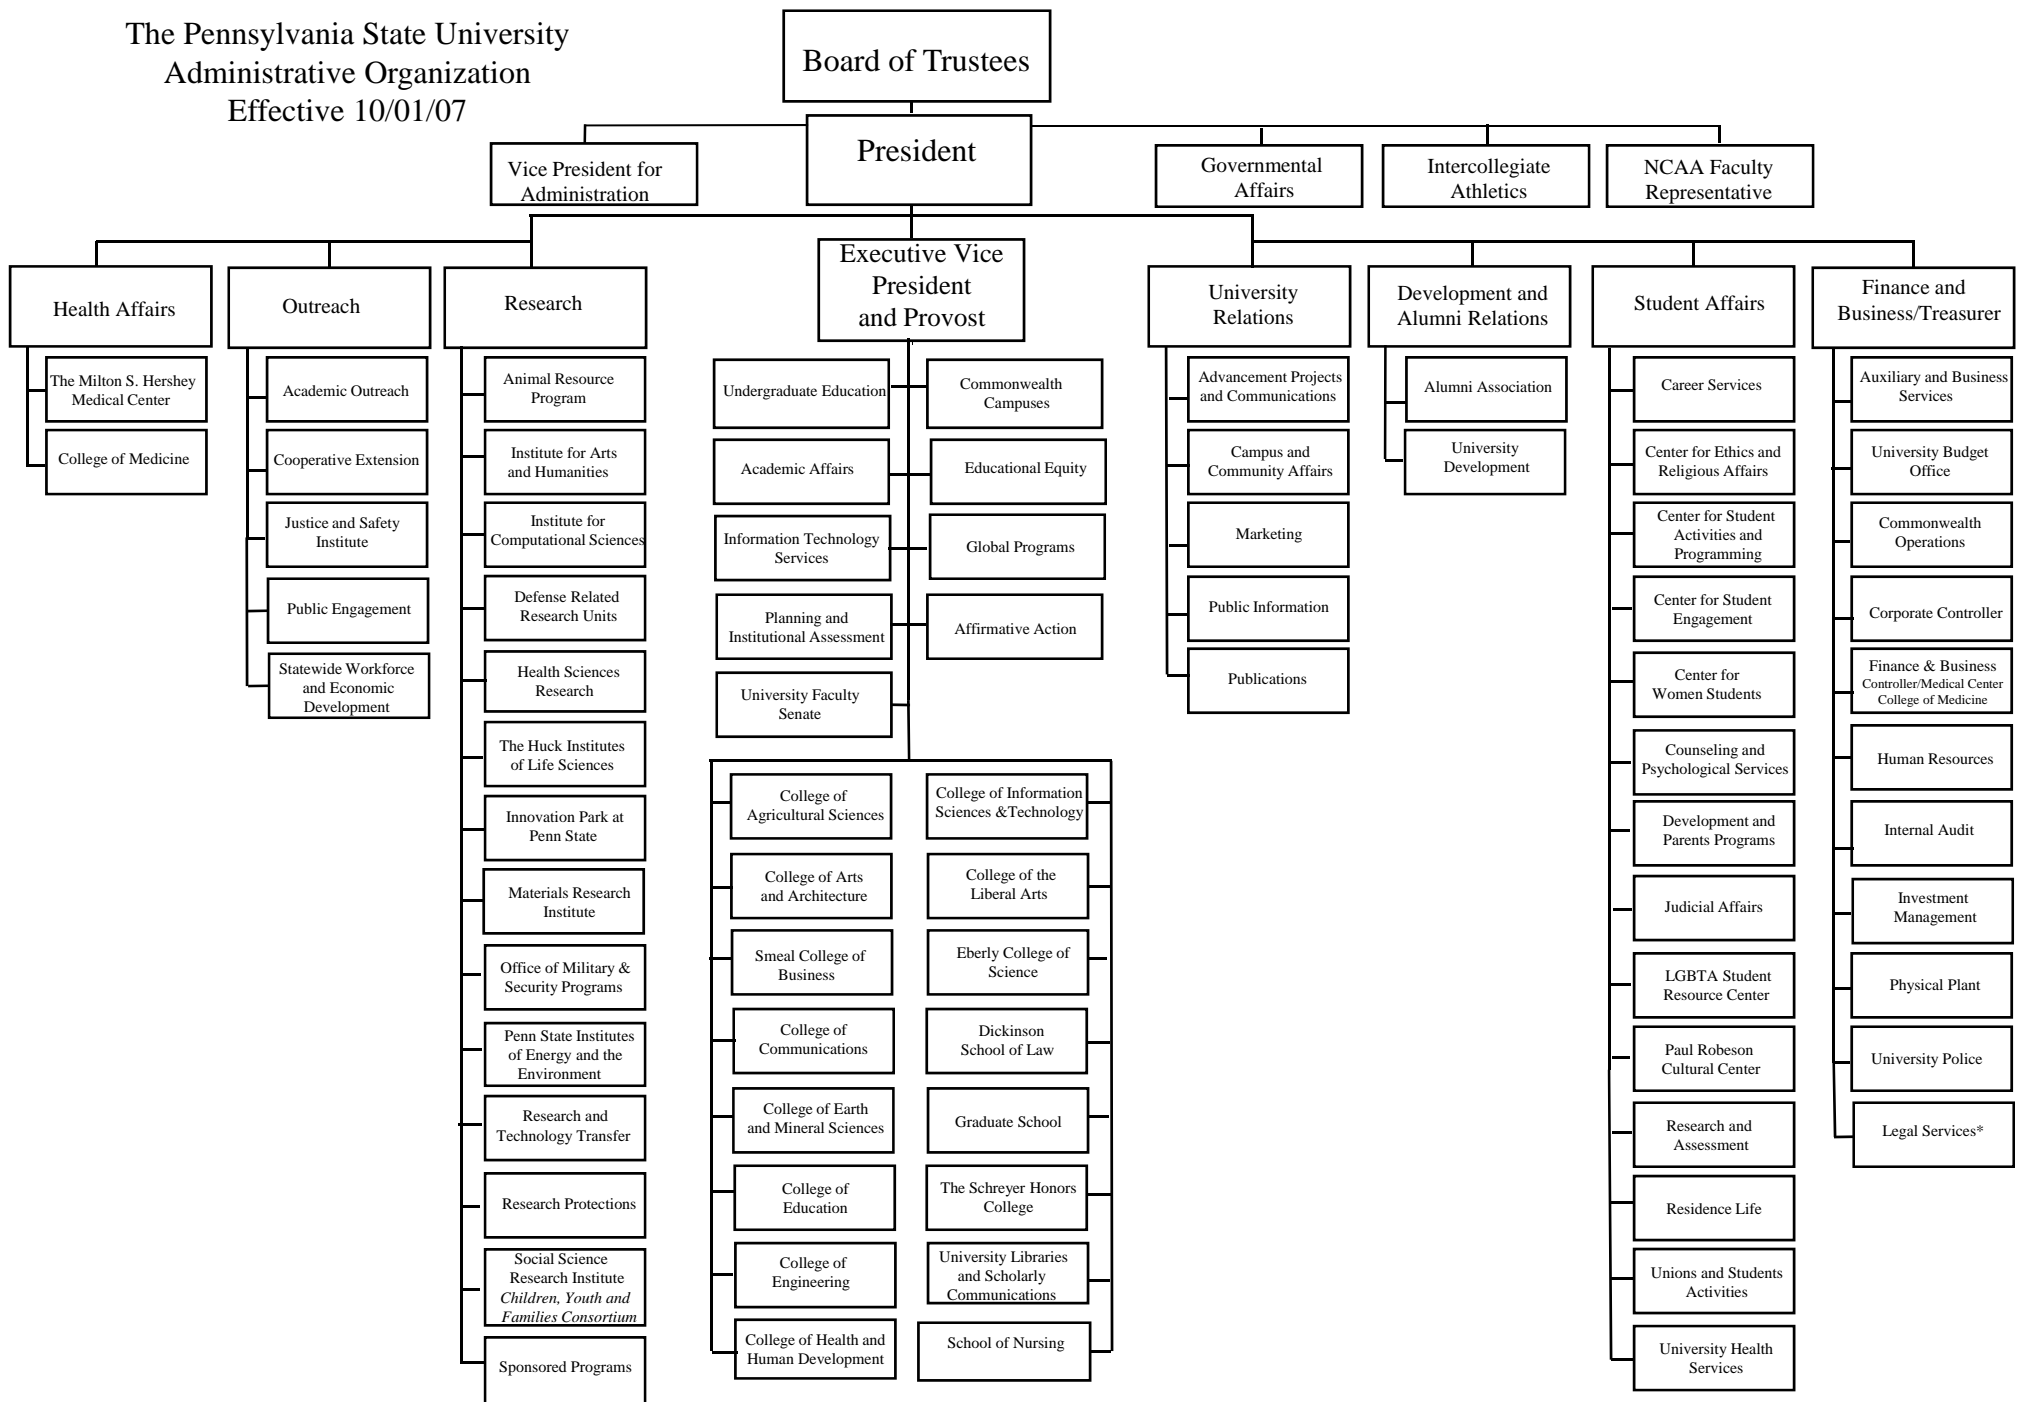 The Pennsylvania State University
Administrative Organization
Effective 10/01/07
Board of Trustees
President
Vice President for
Administration
Governmental
Affairs
Intercollegiate
Athletics
NCAA Faculty
Representative
Health Affairs
The Milton S. Hershey
Medical Center
College of Medicine
Outreach
Academic Outreach
Cooperative Extension
Justice and Safety
Institute
Public Engagement
Statewide Workforce
and Economic
Development
Research
Animal Resource
Program
Institute for Arts
and Humanities
Institute for
Computational Sciences
Defense Related
Research Units
Health Sciences
Research
The Huck Institutes
of Life Sciences
Innovation Park at
Penn State
Materials Research
Institute
Office of Military &
Security Programs
Penn State Institutes
of Energy and the
Environment
Research and
Technology Transfer
Research Protections
Social Science
Research Institute
Children, Youth and
Families Consortium
Sponsored Programs
Executive Vice
President
and Provost
Undergraduate Education
Commonwealth
Campuses
Academic Affairs
Educational Equity
Information Technology
Services
Global Programs
Planning and
Institutional Assessment
Affirmative Action
University Faculty
Senate
College of
Agricultural Sciences
College of Information
Sciences &Technology
College of Arts
and Architecture
College of the
Liberal Arts
Smeal College of
Business
Eberly College of
Science
College of
Communications
Dickinson
School of Law
College of Earth
and Mineral Sciences
Graduate School
College of
Education
The Schreyer Honors
College
College of
Engineering
University Libraries
and Scholarly
Communications
College of Health and
Human Development
School of Nursing
University
Relations
Advancement Projects
and Communications
Campus and
Community Affairs
Marketing
Public Information
Publications
Development and
Alumni Relations
Alumni Association
University
Development
Student Affairs
Career Services
Center for Ethics and
Religious Affairs
Center for Student
Activities and
Programming
Center for Student
Engagement
Center for
Women Students
Counseling and
Psychological Services
Development and
Parents Programs
Judicial Affairs
LGBTA Student
Resource Center
Paul Robeson
Cultural Center
Research and
Assessment
Residence Life
Unions and Students
Activities
University Health
Services
Finance and
Business/Treasurer
Auxiliary and Business
Services
University Budget
Office
Commonwealth
Operations
Corporate Controller
Finance & Business
Controller/Medical Center
College of Medicine
Human Resources
Internal Audit
Investment
Management
Physical Plant
University Police
Legal Services*